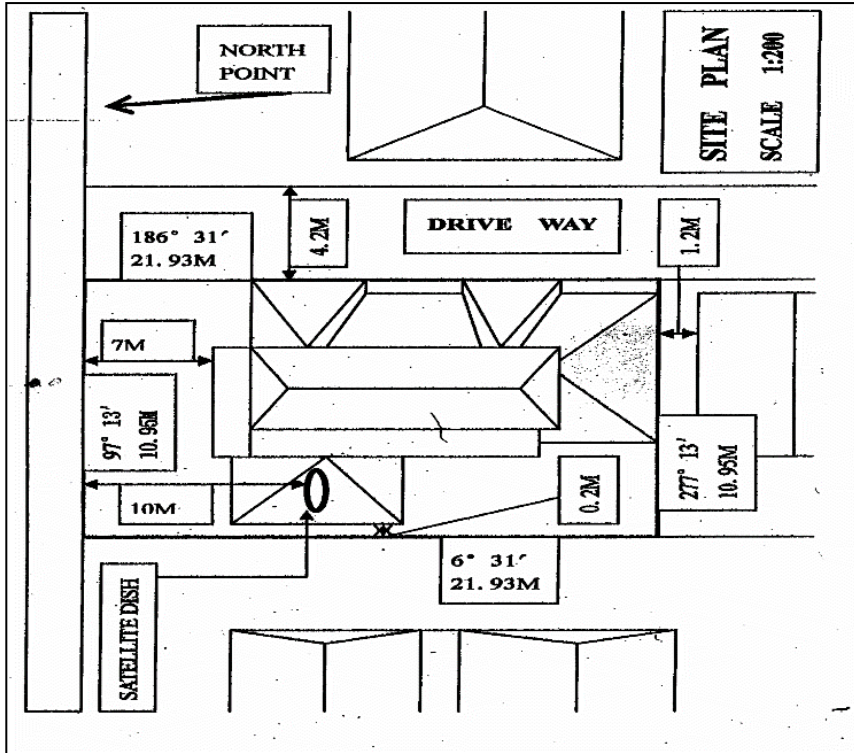 NORTH
POINT
SITE PLAN
SCALE 1:200
186° 31′
21.93M
4.2M
DRIVE WAY
1.2M
7M
97° 13′
10.95M
277° 13′
10.95M
10M
0.2M
6° 31′
21.93M
SATELLITE DISH